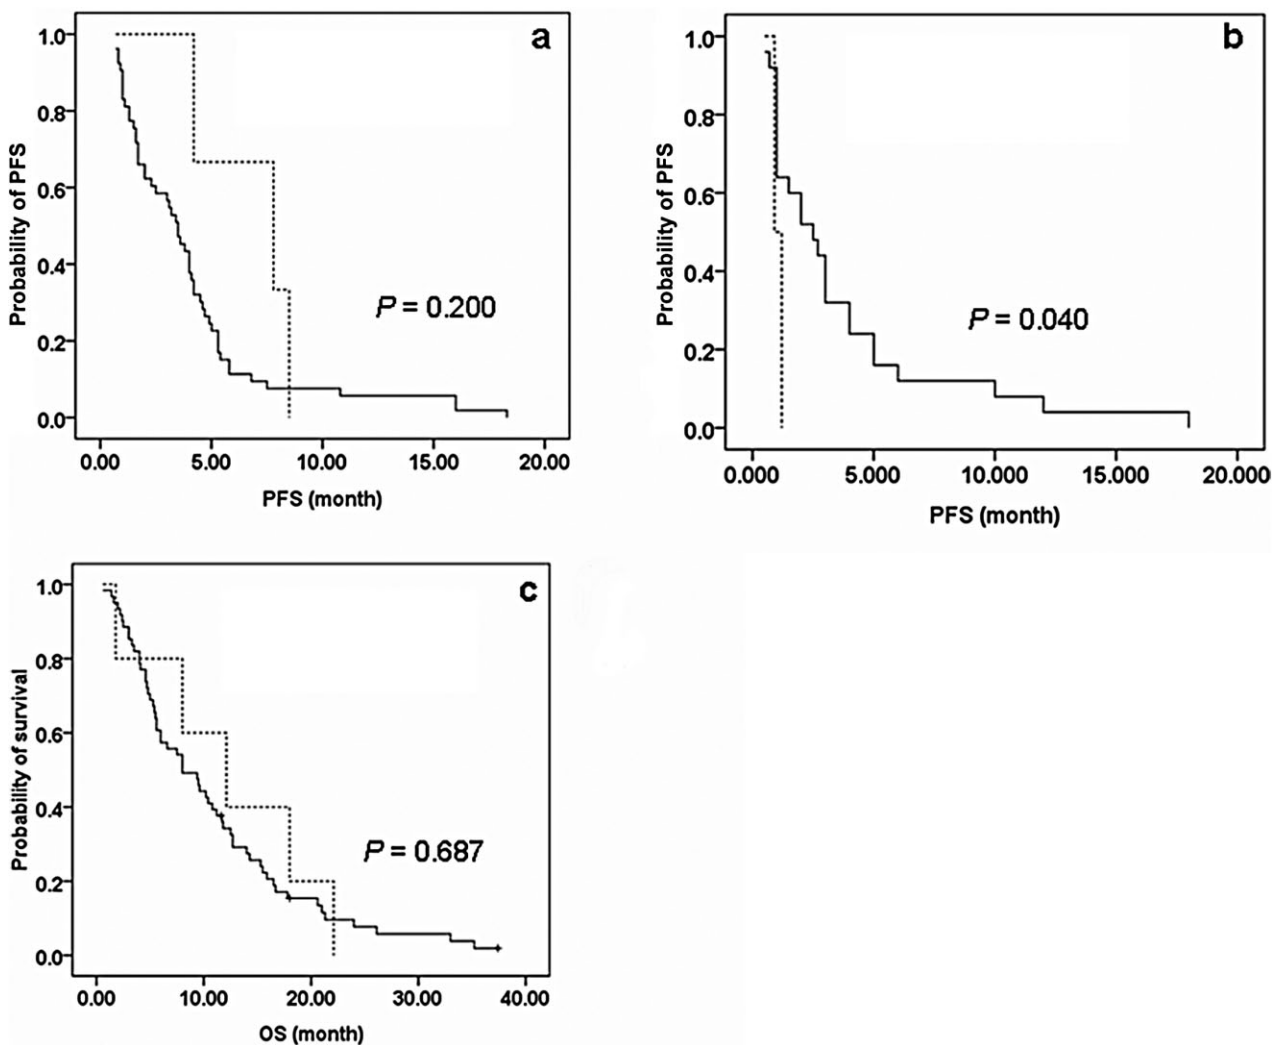 a
1.0
0.8
0.6
0.4
0.2
0.0
Probability of PFS
P = 0.200
0.00 5.00 10.00 15.00 20.00
PFS (month)
b
1.0
0.8
0.6
0.4
0.2
0.0
Probability of PFS
P = 0.040
0.000 5.000 10.000 15.000 20.000
PFS (month)
c
1.0
0.8
0.6
0.4
0.2
0.0
Probability of survival
P = 0.687
0.00 10.00 20.00 30.00 40.00
OS (month)